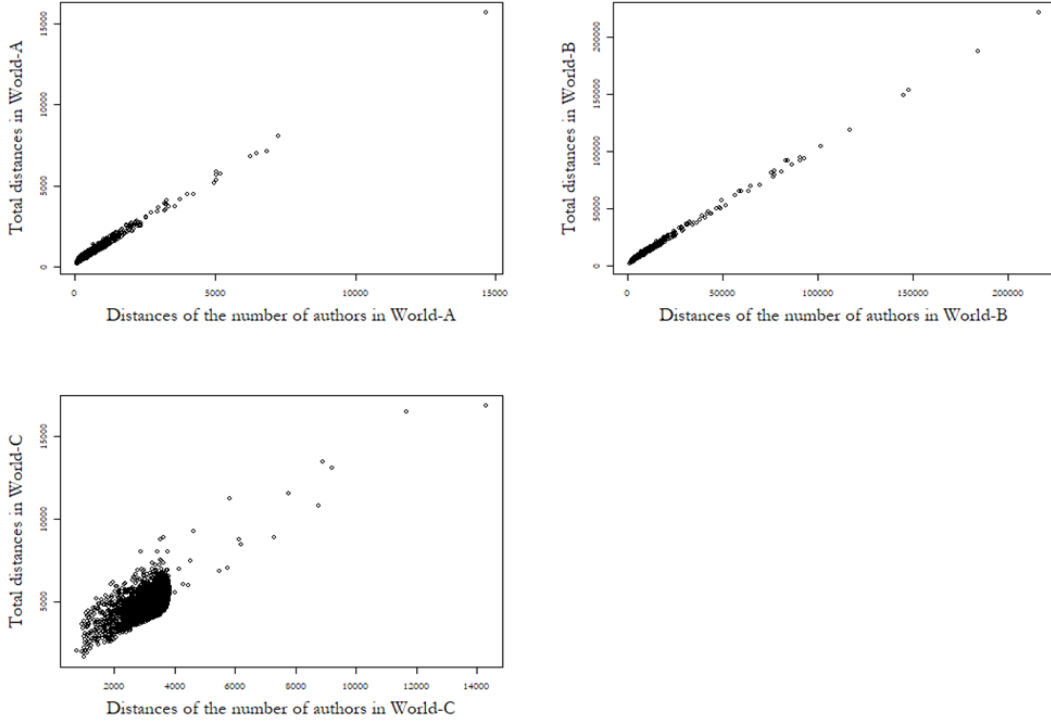 Total distances in World-A
15000
10000
5000
0
0 5000 10000 15000
Distances of the number of authors in World-A
Total distances in World-B
200000
150000
100000
50000
0
0 50000 100000 150000 200000
Distances of the number of authors in World-B
Total distances in World-C
15000
10000
5000
2000 4000 6000 8000 10000 12000 14000
Distances of the number of authors in World-C